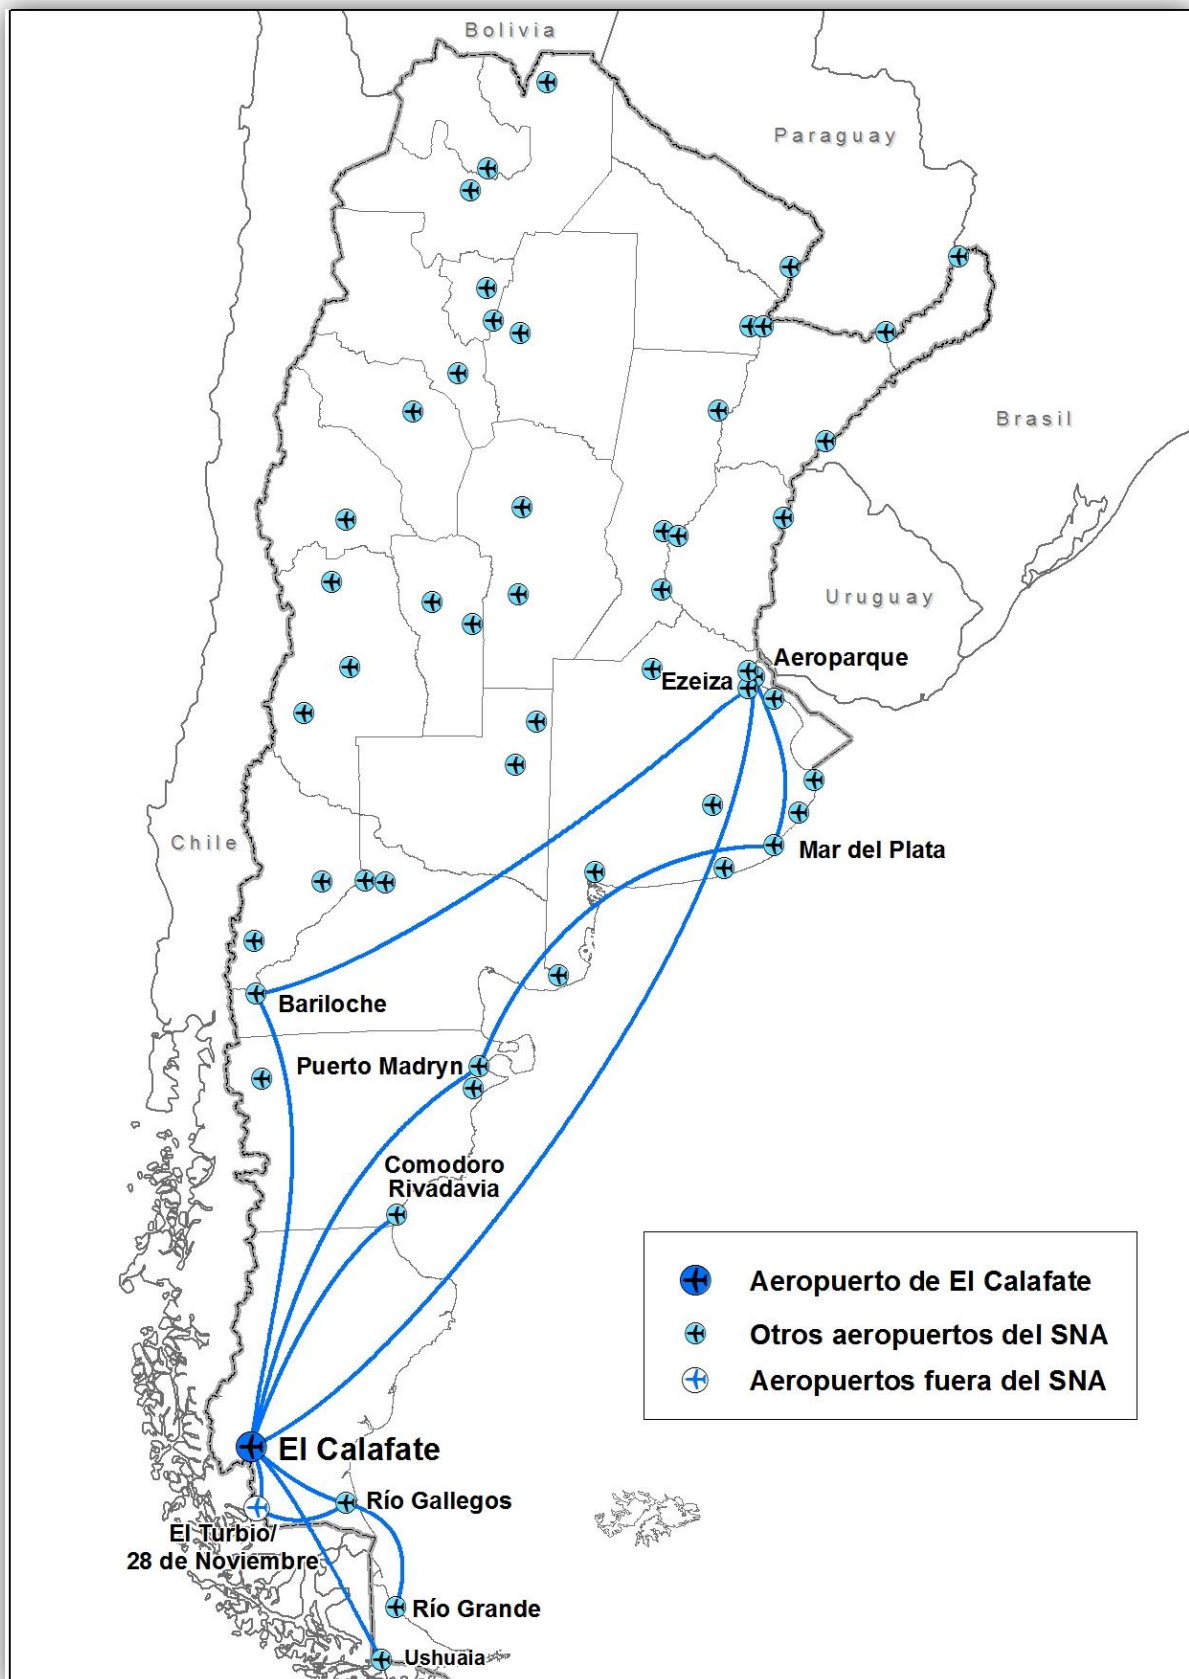 Bolivia
Paraguay
Brasil
Uruguay
Aeroparque
Ezeiza
Chile
Mar del Plata
Bariloche
Puerto Madryn
Comodoro
Rivadavia
Aeropuerto de El Calafate
Otros aeropuertos del SNA
Aeropuertos fuera del SNA
El Calafate
Río Gallegos
El Turbio/
28 de Noviembre
Río Grande
Ushuaia